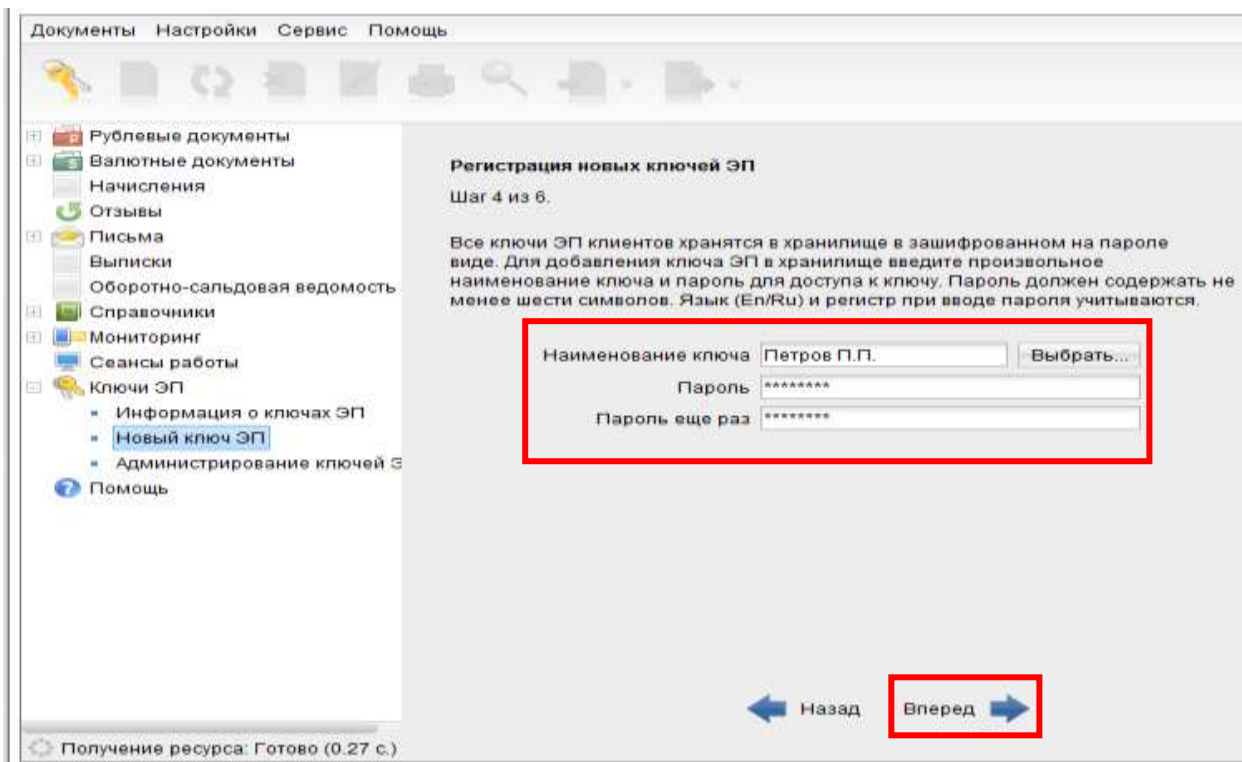 Документы Настройки Сервис Помощь
Рублевые документы
Валютные документы
Начисления
Отзывы
Письма
Выписки
Оборотно-сальдовая ведомость
Справочники
Мониторинг
Сеансы работы
Ключи ЭП
Информация о ключах ЭП
Новый ключ ЭП
Администрирование ключей Э
Помощь
Регистрация новых ключей ЭП
Шаг 4 из 6.
Все ключи ЭП клиентов хранятся в хранилище в зашифрованном на пароле
виде. Для добавления ключа ЭП в хранилище введите произвольное
наименование ключа и пароль для доступа к ключу. Пароль должен содержать не
менее шести символов. Язык (En/Ru) и регистр при вводе пароля учитываются.
Наименование ключа Петров П.П. Выбрать...
Пароль ********
Пароль еще раз ********
Назад Вперед
Получение ресурса: Готово (0.27 с.)